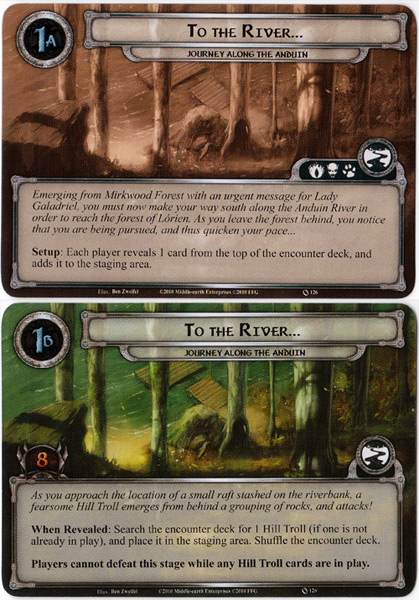 1A
TO THE RIVER...
JOURNEY ALONG THE ANDUIN
Emerging from Mirkwood Forest with an urgent message for Lady
Galadriel, you must now make your way south along the Anduin River in
order to reach the forest of Lórien. As you leave the forest behind, you notice
that you are being pursued, and thus quicken your pace...
Setup: Each player reveals 1 card from the top of the encounter deck, and
adds it to the staging area.
Illus. Ben Zweifel ©2010 Middle-earth Enterprises ©2010 FFG 126
1B
TO THE RIVER...
JOURNEY ALONG THE ANDUIN
8
As you approach the location of a small raft stashed on the riverbank, a
fearsome Hill Troll emerges from behind a grouping of rocks, and attacks!
When Revealed: Search the encounter deck for 1 Hill Troll (if one is not
already in play), and place it in the staging area. Shuffle the encounter deck.
Players cannot defeat this stage while any Hill Troll cards are in play.
Illus. Ben Zweifel ©2010 Middle-earth Enterprises ©2010 FFG 126